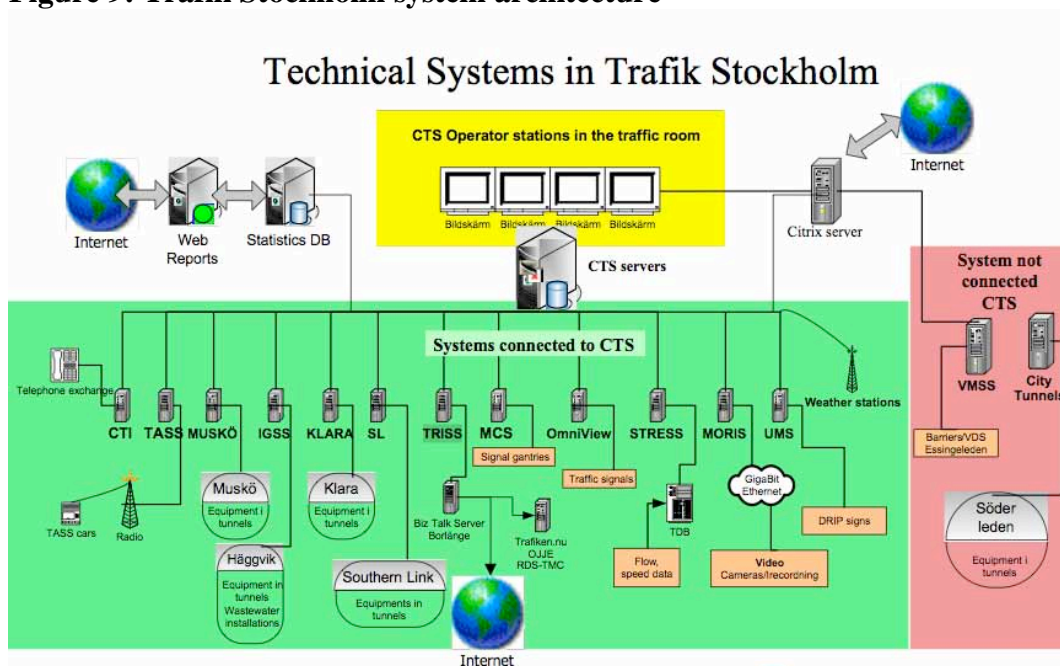 Figure 9: Trafik Stockholm system architecture
Technical Systems in Trafik Stockholm
CTS Operator stations in the traffic room
Bildskärm
Bildskärm
Bildskärm
Bildskärm
Internet
Web
Reports
Statistics DB
CTS servers
Citrix server
Internet
System not
connected
CTS
Systems connected to CTS
Telephone exchange
CTI
TASS
MUSKÖ
IGSS
KLARA
SL
TRISS
MCS
OmniView
STRESS
MORIS
UMS
Weather stations
VMSS
City
Tunnels
Signal gantries
Traffic signals
Barriers/VDS
Essingeleden
TASS cars
Radio
Muskö
Equipment i
tunnels
Klara
Equipment i
tunnels
Häggvik
Equipment in
tunnels
Wastewater
installations
Southern Link
Equipments in
tunnels
Biz Talk Server
Borlänge
Trafiken.nu
OJJE
RDS-TMC
Internet
TDB
Flow,
speed data
GigaBit
Ethernet
Video
Cameras/Irecordning
DRIP signs
Söder
leden
Equipment i
tunnels